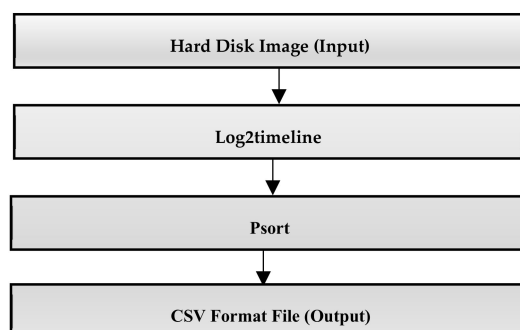 Hard Disk Image (Input)
Log2timeline
Psort
CSV Format File (Output)